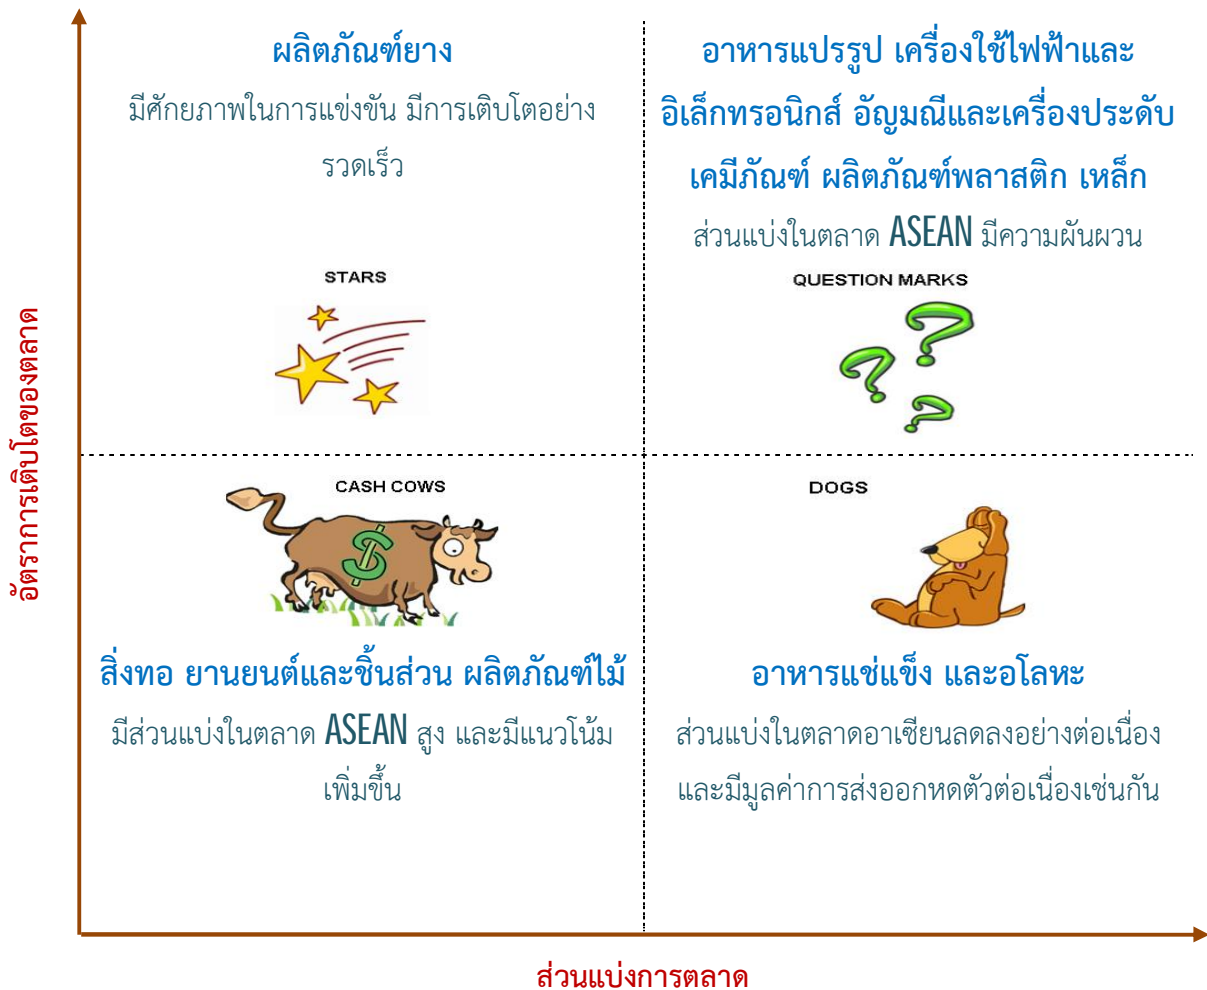 ผลิตภัณฑ์ยาง
มีศักยภาพในการแข่งขัน มีการเติบโตอย่าง
รวดเร็ว
STARS
อาหารแปรรูป เครื่องใช้ไฟฟ้าและ
อิเล็กทรอนิกส์ อัญมณีและเครื่องประดับ
เคมีภัณฑ์ ผลิตภัณฑ์พลาสติก เหล็ก
ส่วนแบ่งในตลาด ASEAN มีความผันผวน
QUESTION MARKS
อัตราการเติบโตของตลาด
CASH COWS
สิ่งทอ ยานยนต์และชิ้นส่วน ผลิตภัณฑ์ไม้
มีส่วนแบ่งในตลาด ASEAN สูง และมีแนวโน้ม
เพิ่มขึ้น
DOGS
อาหารแช่แข็ง และอโลหะ
ส่วนแบ่งในตลาดอาเซียนลดลงอย่างต่อเนื่อง
และมีมูลค่าการส่งออกหดตัวต่อเนื่องเช่นกัน
ส่วนแบ่งการตลาด